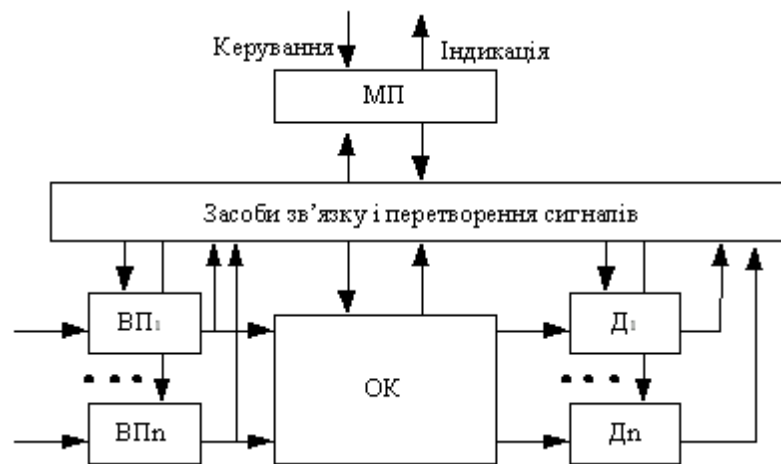 Керування
Індикація
МП
Засоби зв’язку і перетворення сигналів
ВП₁
Д₁
ОК
ВПn
Дn